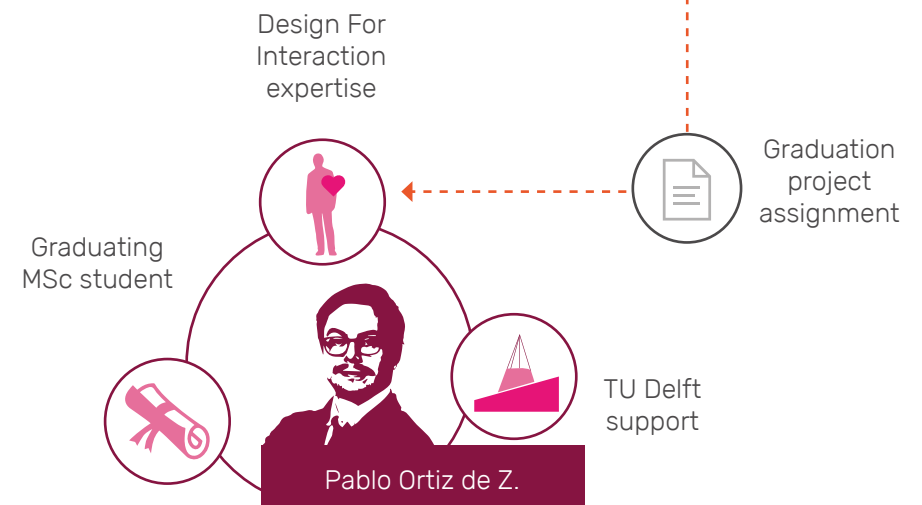 Design For
Interaction
expertise
Graduation
project
assignment
Graduating
MSc student
TU Delft
support
Pablo Ortiz de Z.